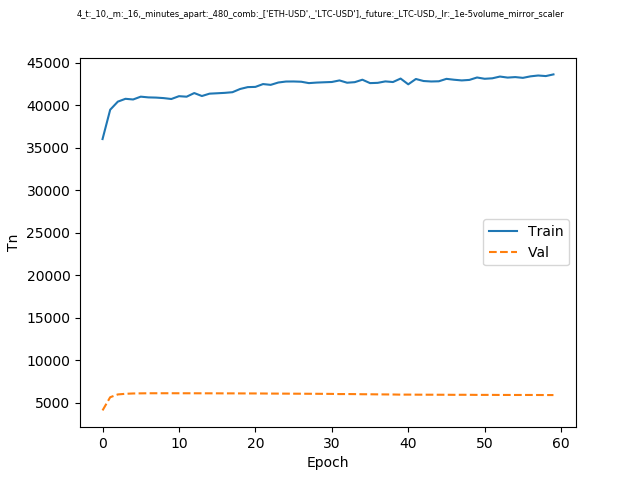 4_t:_10,_m:_16,_minutes_apart:_480_comb:_['ETH-USD',_'LTC-USD'],_future:_LTC-USD,_lr:_1e-5volume_mirror_scaler
45000
40000
35000
30000
25000
20000
15000
10000
5000
Tn
Train
Val
0 10 20 30 40 50 60
Epoch